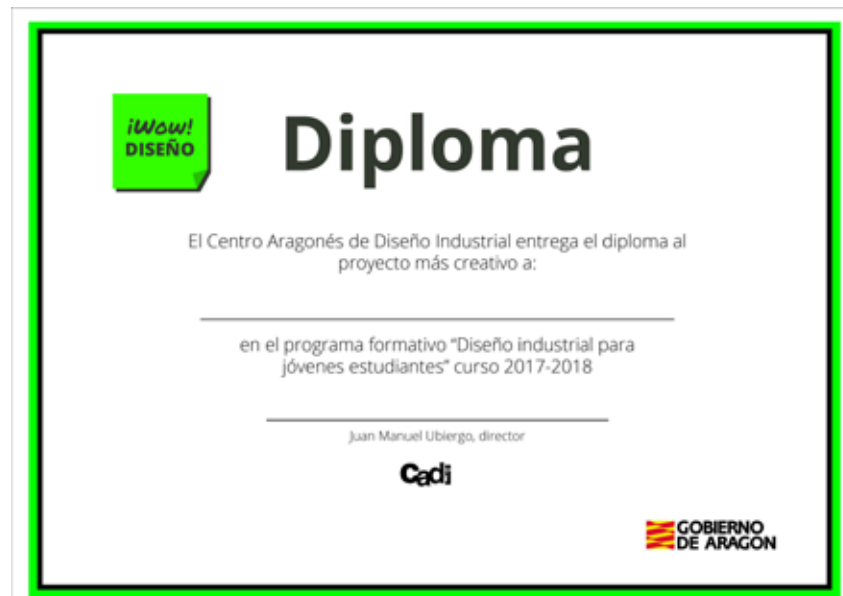 ¡Wow!
DISEÑO
Diploma
El Centro Aragonés de Diseño Industrial entrega el diploma al
proyecto más creativo a:
en el programa formativo “Diseño industrial para
jóvenes estudiantes” curso 2017-2018
Juan Manuel Ubiergo, director
Cadi
GOBIERNO
DE ARAGON